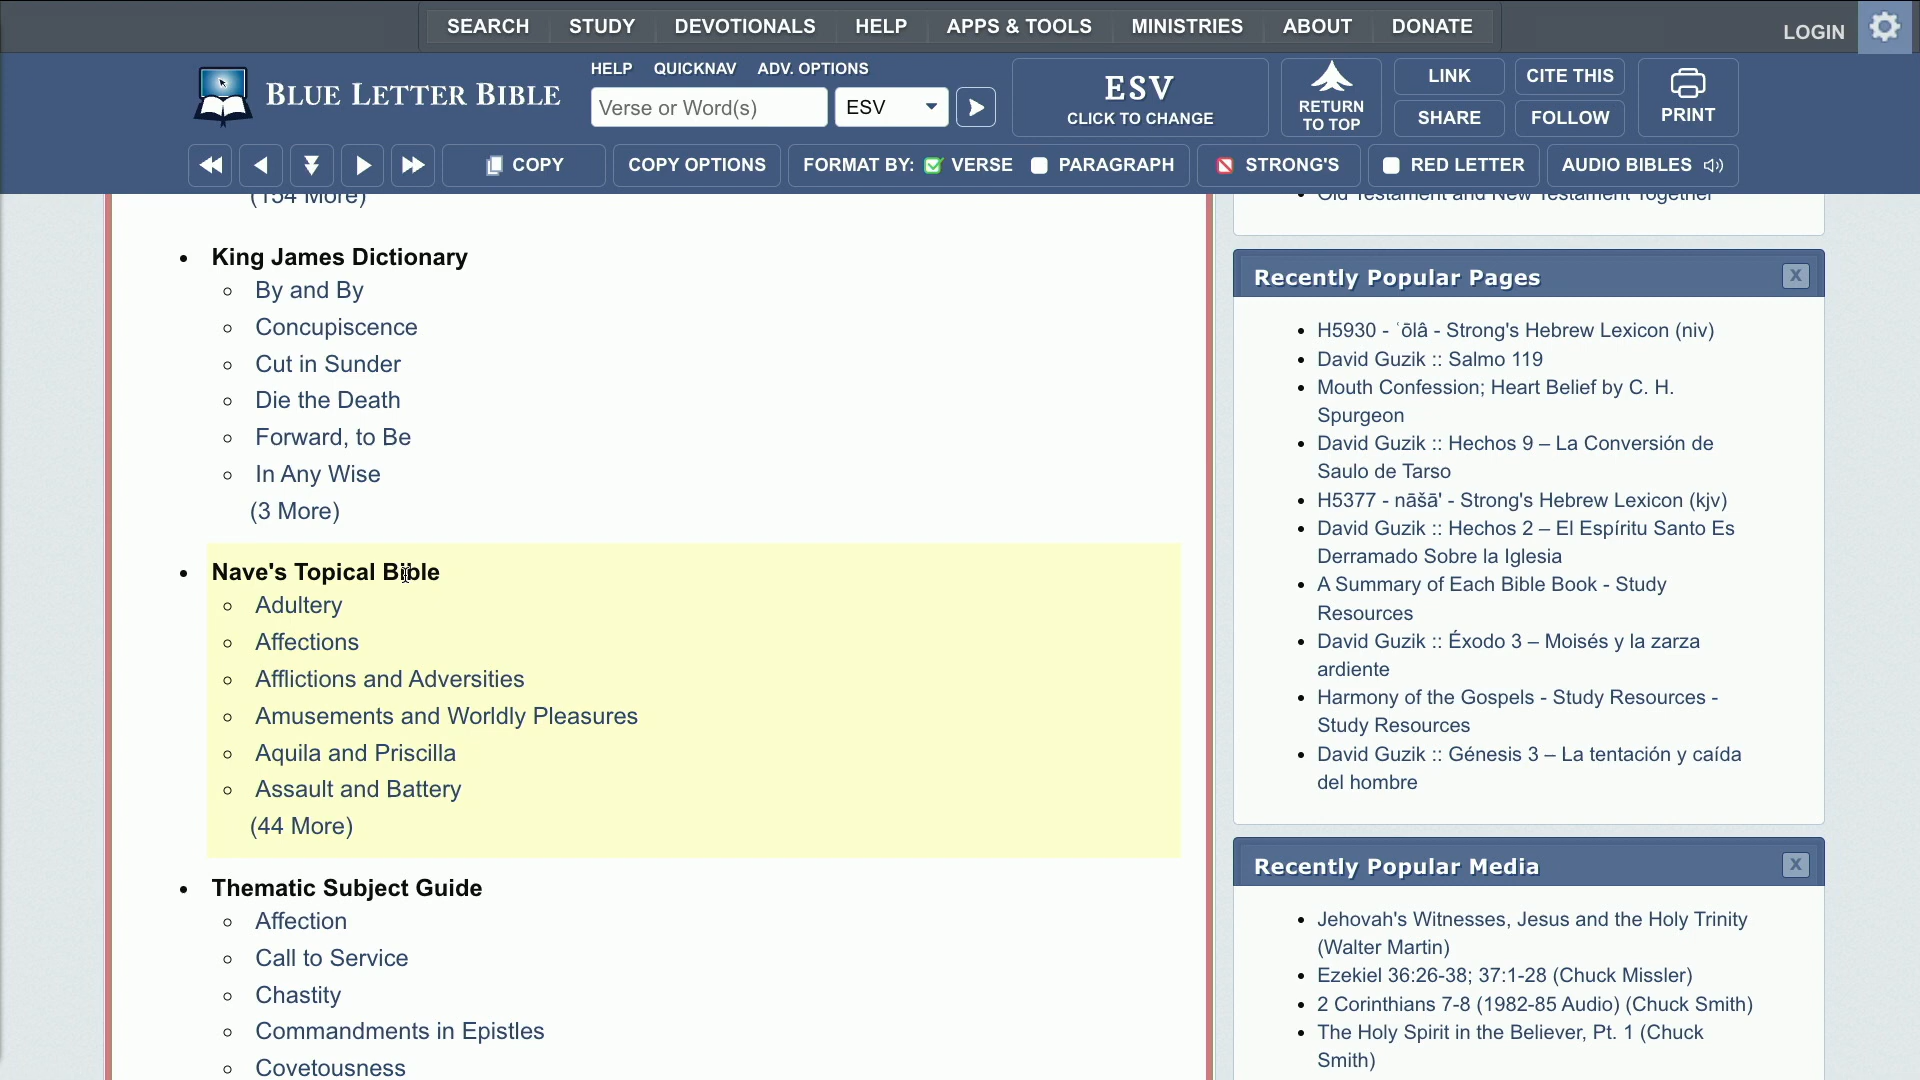 SEARCH STUDY DEVOTIONALS HELP APPS & TOOLS MINISTRIES ABOUT DONATE
LOGIN
BLUE LETTER BIBLE
HELP QUICKNAV ADV. OPTIONS
Verse or Word(s)
ESV
ESV
CLICK TO CHANGE
RETURN
TO TOP
LINK
CITE THIS
SHARE
FOLLOW
PRINT
COPY
COPY OPTIONS
FORMAT BY: VERSE PARAGRAPH
STRONG'S
RED LETTER
AUDIO BIBLES
(154 More)
King James Dictionary
By and By
Concupiscence
Cut in Sunder
Die the Death
Forward, to Be
In Any Wise
(3 More)
Nave's Topical Bible
Adultery
Affections
Afflictions and Adversities
Amusements and Worldly Pleasures
Aquila and Priscilla
Assault and Battery
(44 More)
Thematic Subject Guide
Affection
Call to Service
Chastity
Commandments in Epistles
Covetousness
Old Testament and New Testament Together
Recently Popular Pages
X
H5930 - ʿōlâ - Strong's Hebrew Lexicon (niv)
David Guzik :: Salmo 119
Mouth Confession; Heart Belief by C. H.
Spurgeon
David Guzik :: Hechos 9 – La Conversión de
Saulo de Tarso
H5377 - nāšā' - Strong's Hebrew Lexicon (kjv)
David Guzik :: Hechos 2 – El Espíritu Santo Es
Derramado Sobre la Iglesia
A Summary of Each Bible Book - Study
Resources
David Guzik :: Éxodo 3 – Moisés y la zarza
ardiente
Harmony of the Gospels - Study Resources -
Study Resources
David Guzik :: Génesis 3 – La tentación y caída
del hombre
Recently Popular Media
X
Jehovah's Witnesses, Jesus and the Holy Trinity
(Walter Martin)
Ezekiel 36:26-38; 37:1-28 (Chuck Missler)
2 Corinthians 7-8 (1982-85 Audio) (Chuck Smith)
The Holy Spirit in the Believer, Pt. 1 (Chuck
Smith)